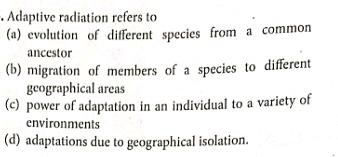 . Adaptive radiation refers to
(a) evolution of different species from a common
ancestor
(b) migration of members of a species to different
geographical areas
(c) power of adaptation in an individual to a variety of
environments
(d) adaptations due to geographical isolation.